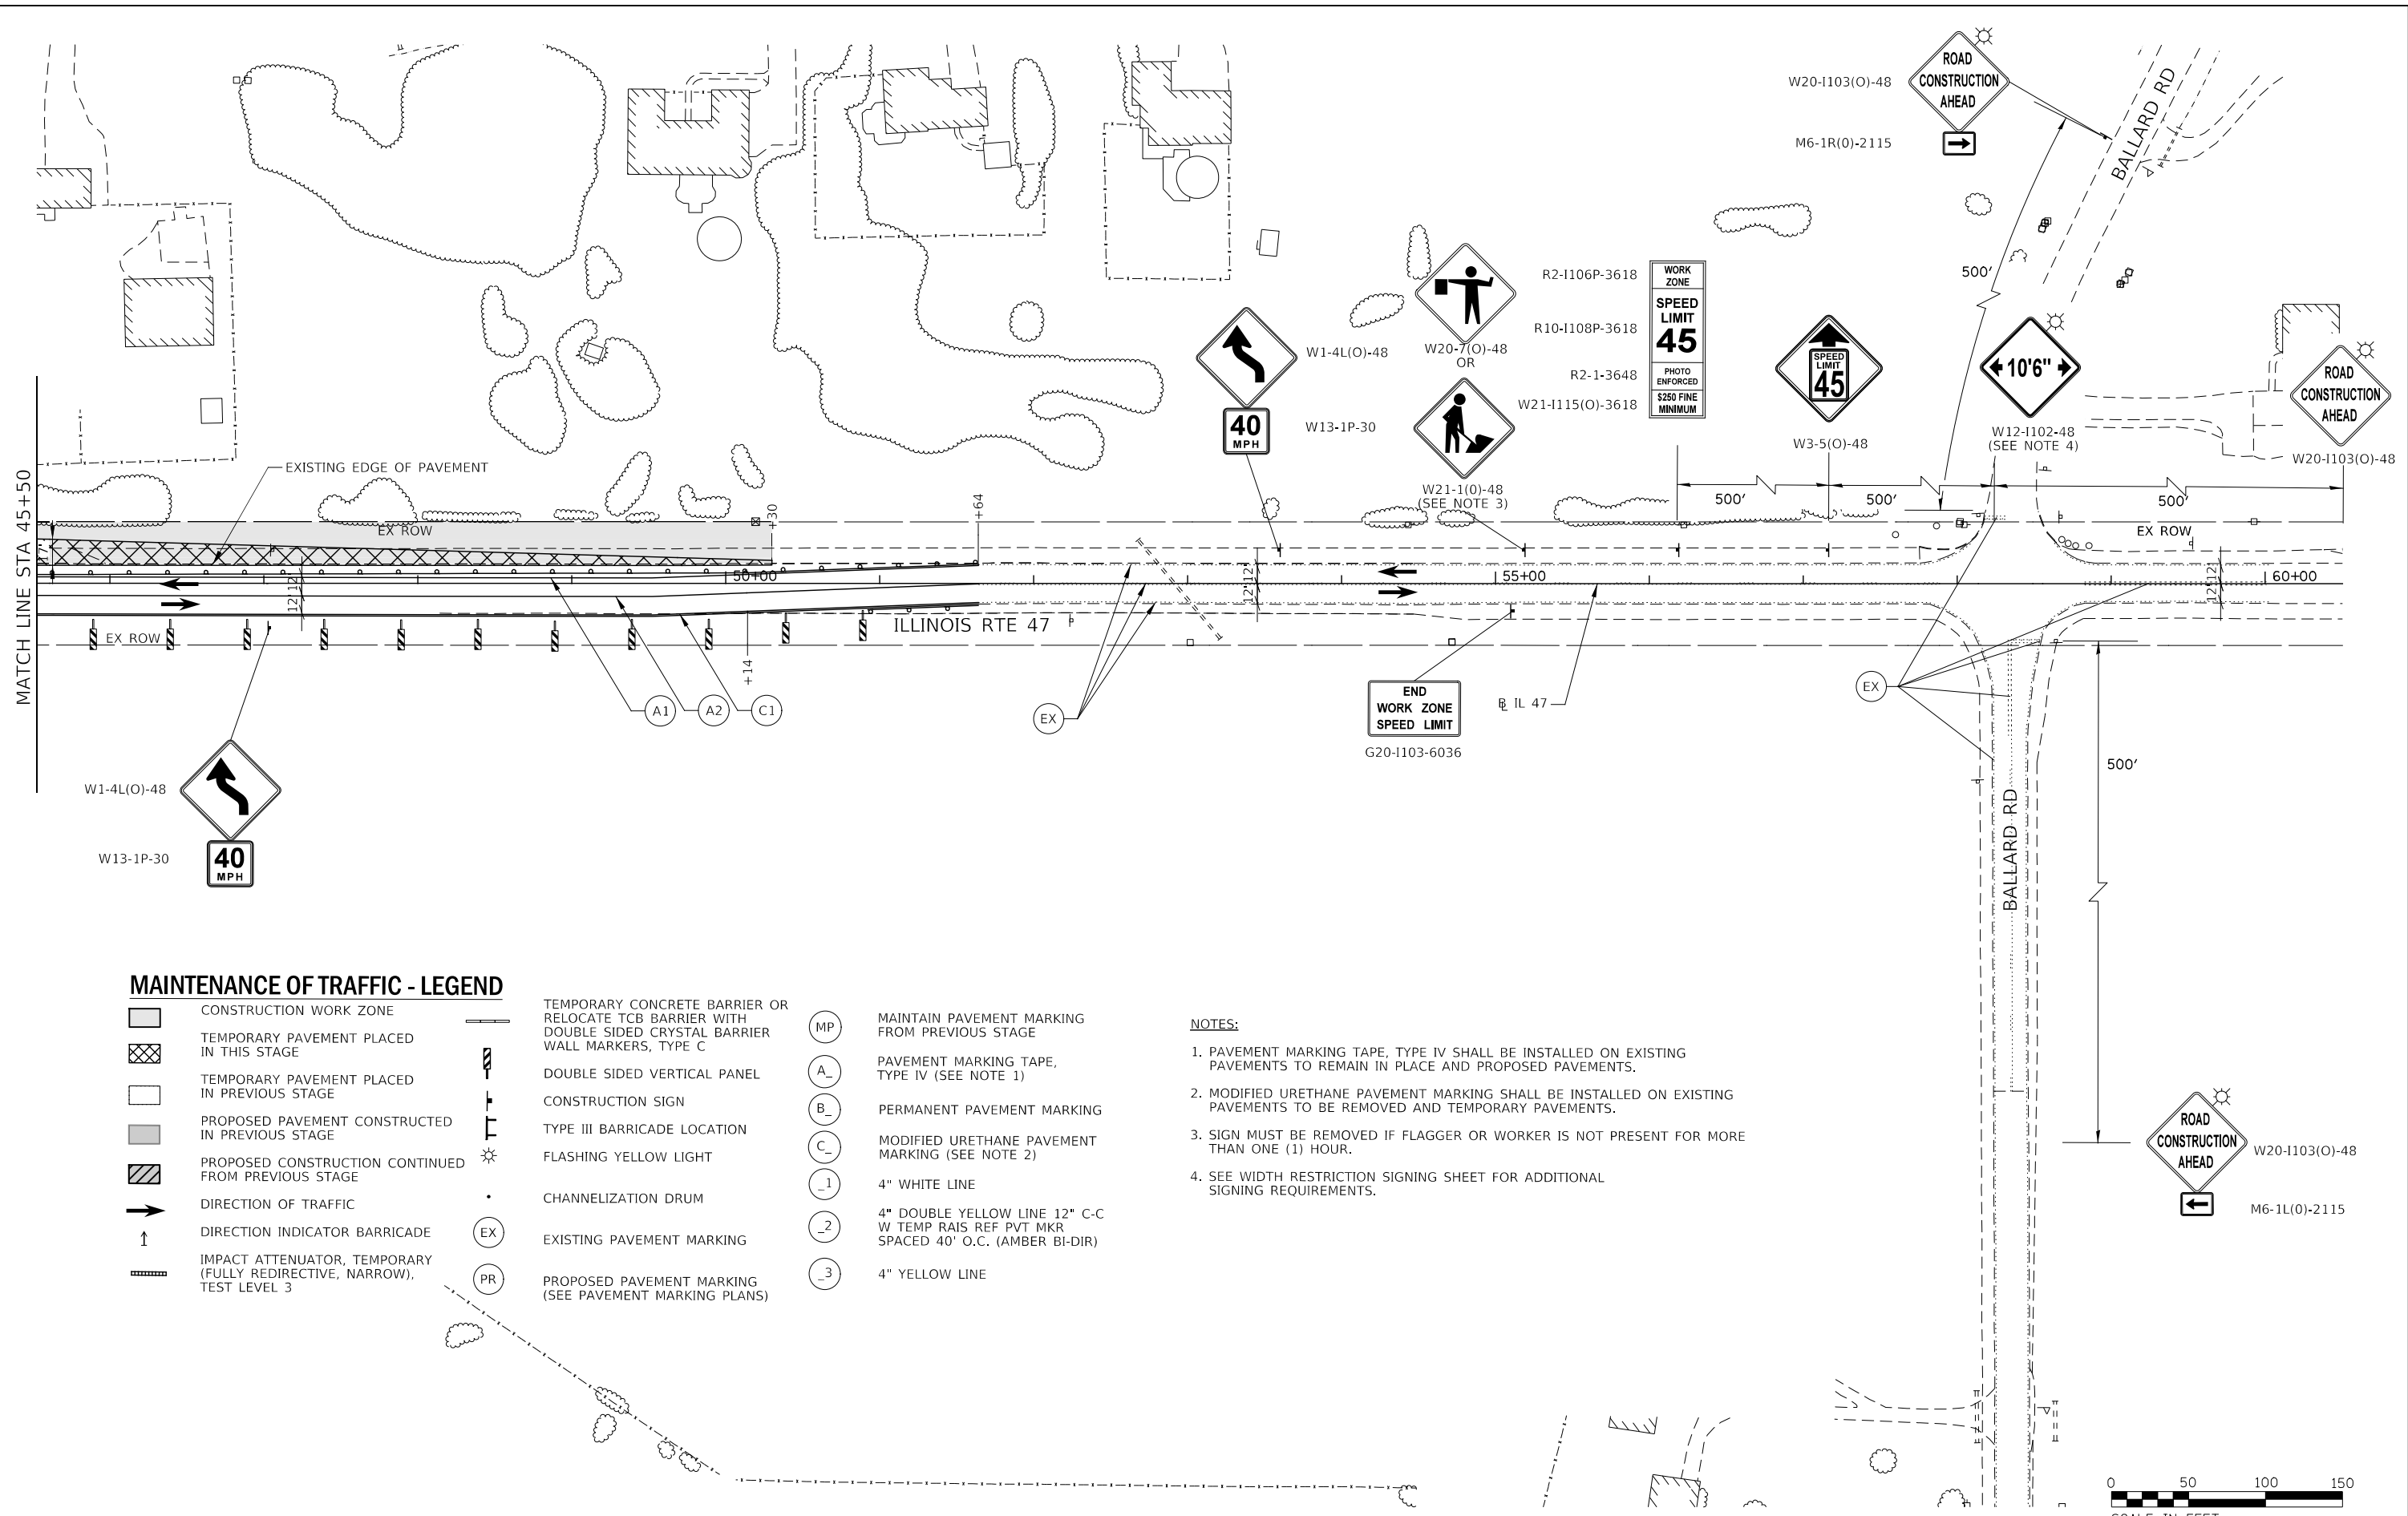 ROAD
CONSTRUCTION
AHEAD
W20-I103(O)-48
M6-1R(0)-2115
BALLARD RD
500'
R2-I106P-3618
WORK
ZONE
SPEED
LIMIT
45
PHOTO
ENFORCED
$250 FINE
MINIMUM
R10-I108P-3618
R2-1-3648
W21-I115(O)-3618
W20-7(O)-48
OR
W21-1(0)-48
(SEE NOTE 3)
W1-4L(O)-48
40
MPH
W13-1P-30
SPEED
LIMIT
45
W3-5(O)-48
10'6"
W12-I102-48
(SEE NOTE 4)
ROAD
CONSTRUCTION
AHEAD
W20-I103(O)-48
500'
500'
500'
MATCH LINE STA 45+50
EXISTING EDGE OF PAVEMENT
EX ROW
+30
+64
EX ROW
17'
50+00
55+00
60+00
12'
12'
12'
12'
12'
12'
EX ROW
ILLINOIS RTE 47
+14
A1
A2
C1
EX
END
WORK ZONE
SPEED LIMIT
G20-I103-6036
BL IL 47
EX
BALLARD RD
500'
W1-4L(O)-48
W13-1P-30
40
MPH
MAINTENANCE OF TRAFFIC - LEGEND
CONSTRUCTION WORK ZONE
TEMPORARY PAVEMENT PLACED
IN THIS STAGE
TEMPORARY PAVEMENT PLACED
IN PREVIOUS STAGE
PROPOSED PAVEMENT CONSTRUCTED
IN PREVIOUS STAGE
PROPOSED CONSTRUCTION CONTINUED
FROM PREVIOUS STAGE
DIRECTION OF TRAFFIC
DIRECTION INDICATOR BARRICADE
IMPACT ATTENUATOR, TEMPORARY
(FULLY REDIRECTIVE, NARROW),
TEST LEVEL 3
TEMPORARY CONCRETE BARRIER OR
RELOCATE TCB BARRIER WITH
DOUBLE SIDED CRYSTAL BARRIER
WALL MARKERS, TYPE C
DOUBLE SIDED VERTICAL PANEL
CONSTRUCTION SIGN
TYPE III BARRICADE LOCATION
FLASHING YELLOW LIGHT
CHANNELIZATION DRUM
EX EXISTING PAVEMENT MARKING
PR PROPOSED PAVEMENT MARKING
(SEE PAVEMENT MARKING PLANS)
MP MAINTAIN PAVEMENT MARKING
FROM PREVIOUS STAGE
A_ PAVEMENT MARKING TAPE,
TYPE IV (SEE NOTE 1)
B_ PERMANENT PAVEMENT MARKING
C_ MODIFIED URETHANE PAVEMENT
MARKING (SEE NOTE 2)
_1 4" WHITE LINE
_2 4" DOUBLE YELLOW LINE 12" C-C
W TEMP RAIS REF PVT MKR
SPACED 40' O.C. (AMBER BI-DIR)
_3 4" YELLOW LINE
NOTES:
1. PAVEMENT MARKING TAPE, TYPE IV SHALL BE INSTALLED ON EXISTING
PAVEMENTS TO REMAIN IN PLACE AND PROPOSED PAVEMENTS.
2. MODIFIED URETHANE PAVEMENT MARKING SHALL BE INSTALLED ON EXISTING
PAVEMENTS TO BE REMOVED AND TEMPORARY PAVEMENTS.
3. SIGN MUST BE REMOVED IF FLAGGER OR WORKER IS NOT PRESENT FOR MORE
THAN ONE (1) HOUR.
4. SEE WIDTH RESTRICTION SIGNING SHEET FOR ADDITIONAL
SIGNING REQUIREMENTS.
ROAD
CONSTRUCTION
AHEAD
W20-I103(O)-48
M6-1L(0)-2115
0 50 100 150
SCALE IN FEET